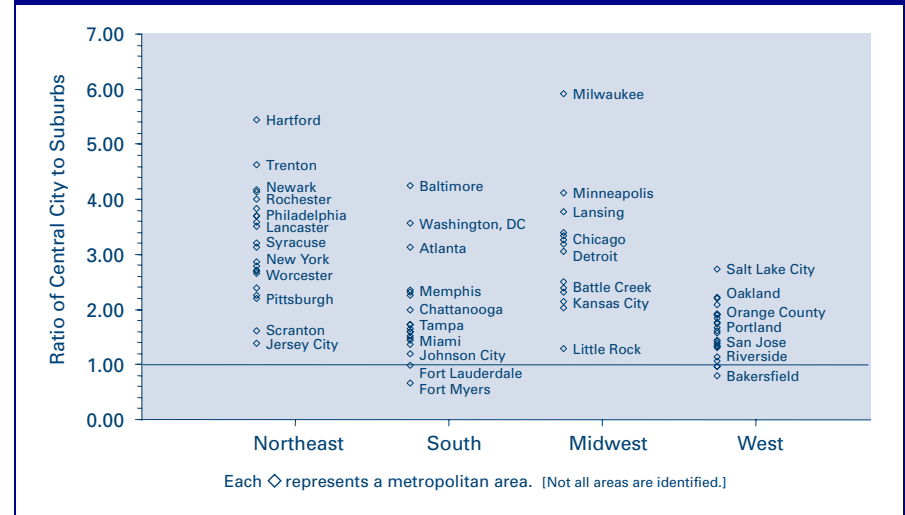 Ratio of Central City to Suburbs
7.00
6.00
5.00
4.00
3.00
2.00
1.00
0.00
Hartford
Trenton
Newark
Rochester
Philadelphia
Lancaster
Syracuse
New York
Worcester
Pittsburgh
Scranton
Jersey City
Baltimore
Washington, DC
Atlanta
Memphis
Chattanooga
Tampa
Miami
Johnson City
Fort Lauderdale
Fort Myers
Milwaukee
Minneapolis
Lansing
Chicago
Detroit
Battle Creek
Kansas City
Little Rock
Salt Lake City
Oakland
Orange County
Portland
San Jose
Riverside
Bakersfield
Northeast South Midwest West
Each ◇ represents a metropolitan area. [Not all areas are identified.]